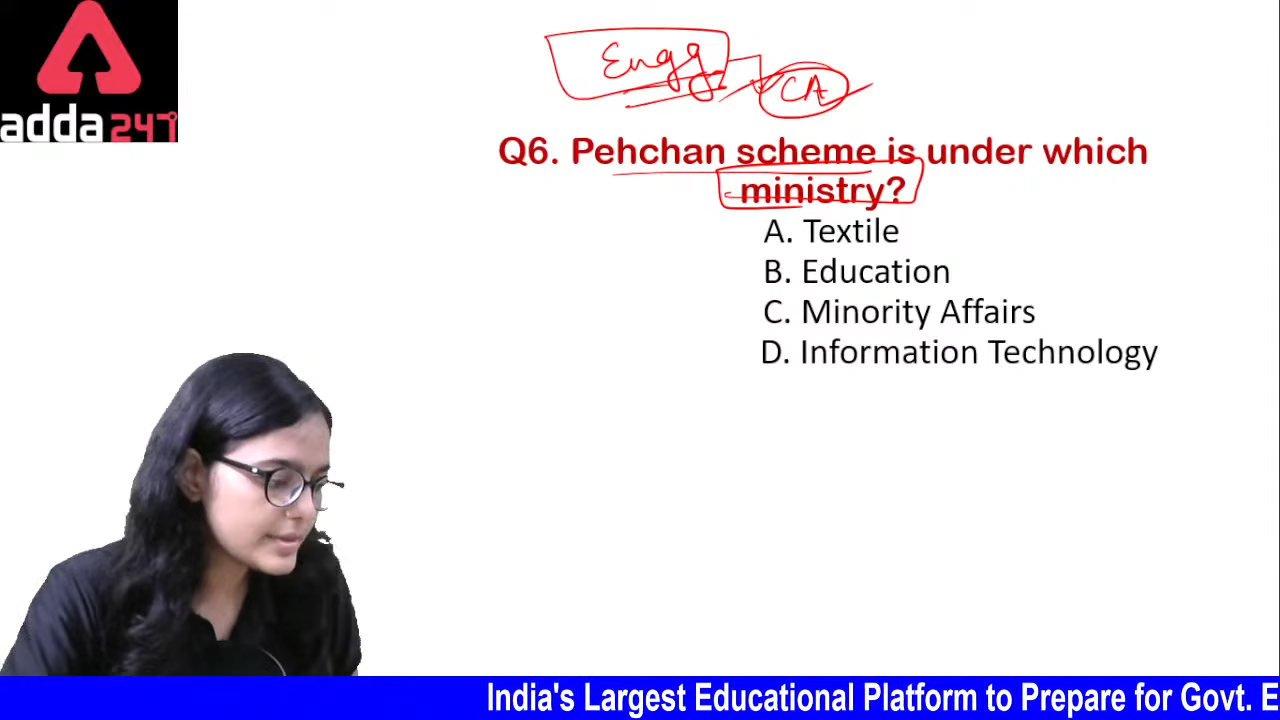 adda247
Engg
CA
Q6. Pehchan scheme is under which
ministry?
A. Textile
B. Education
C. Minority Affairs
D. Information Technology
India's Largest Educational Platform to Prepare for Govt. E